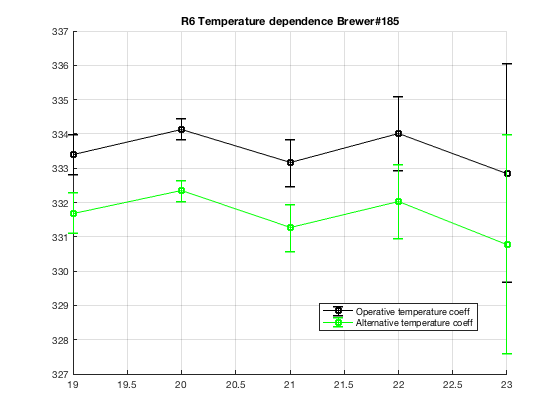 R6 Temperature dependence Brewer#185
337
336
335
334
333
332
331
330
329
328
327
Operative temperature coeff
Alternative temperature coeff
19 19.5 20 20.5 21 21.5 22 22.5 23